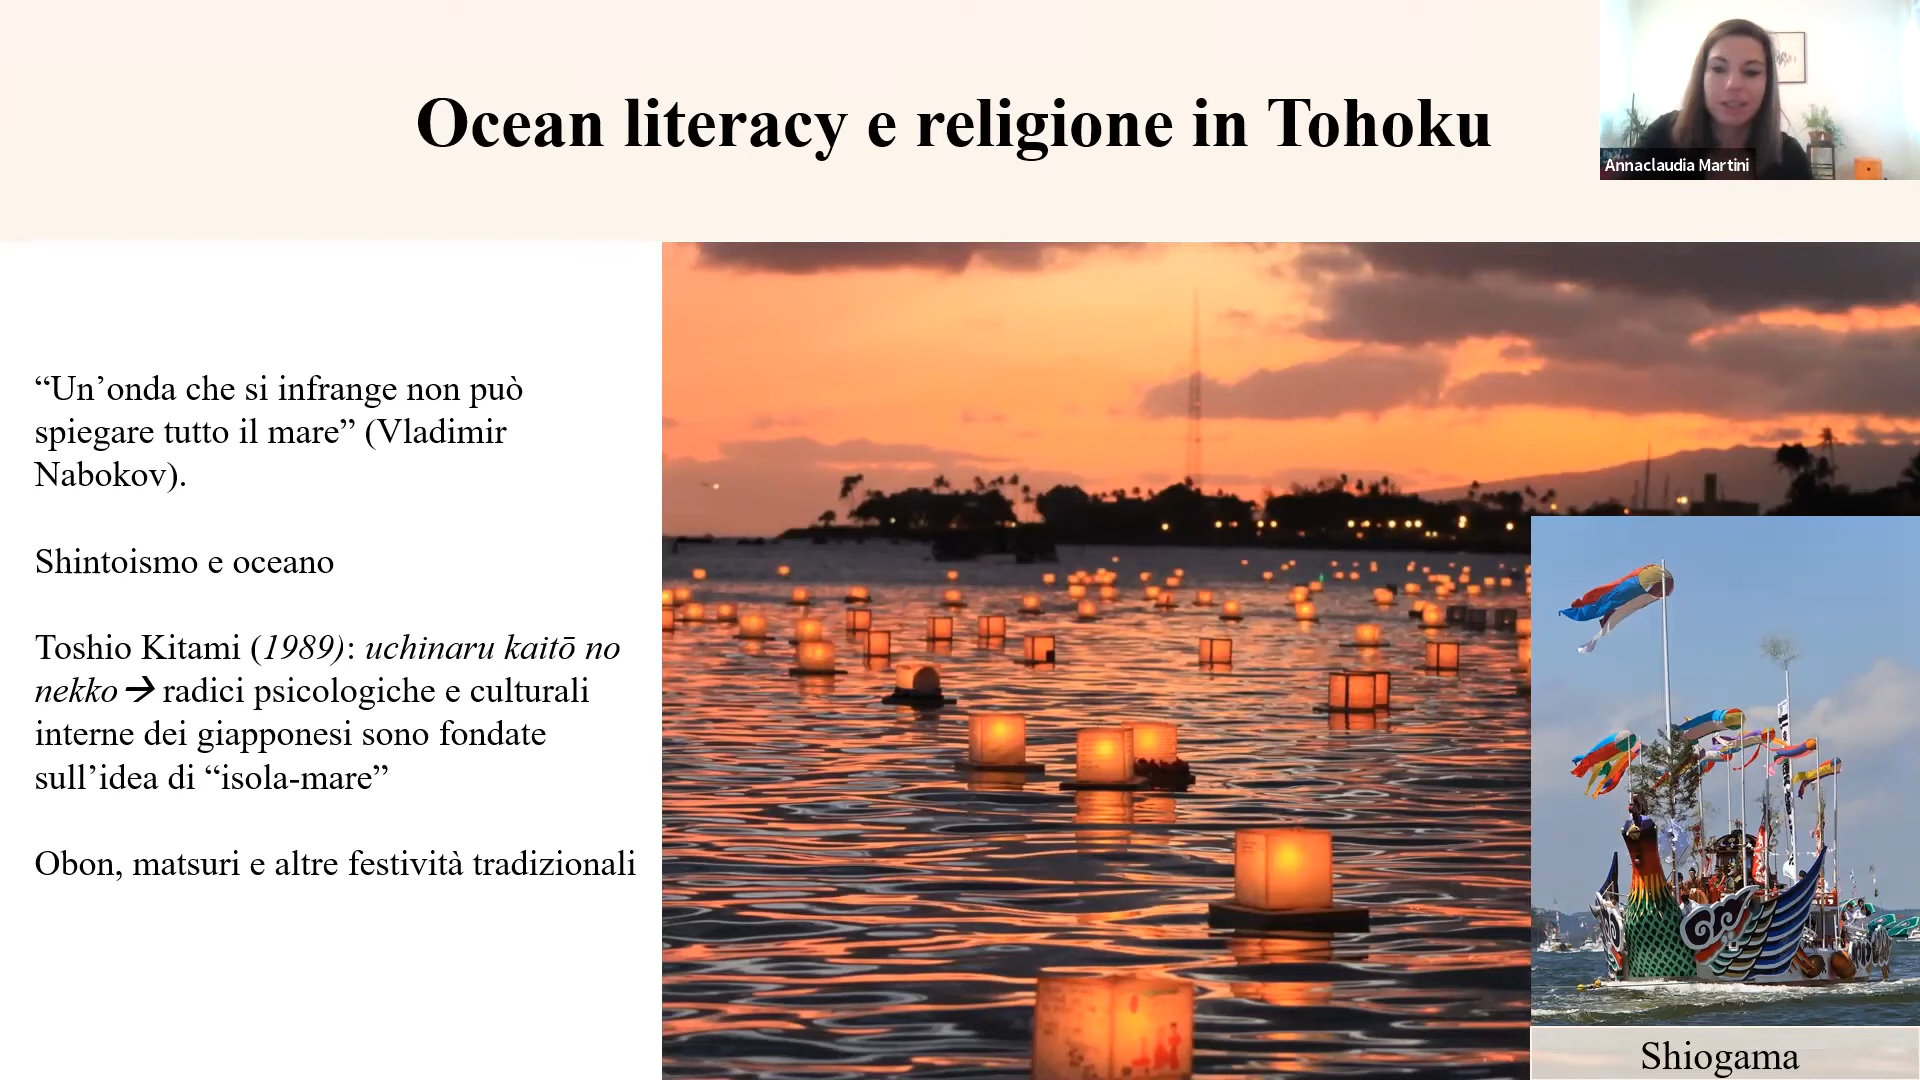 Ocean literacy e religione in Tohoku
Annaclaudia Martini
“Un’onda che si infrange non può
spiegare tutto il mare” (Vladimir
Nabokov).
Shintoismo e oceano
Toshio Kitami (1989): uchinaru kaitō no
nekko → radici psicologiche e culturali
interne dei giapponesi sono fondate
sull’idea di “isola-mare”
Obon, matsuri e altre festività tradizionali
Shiogama